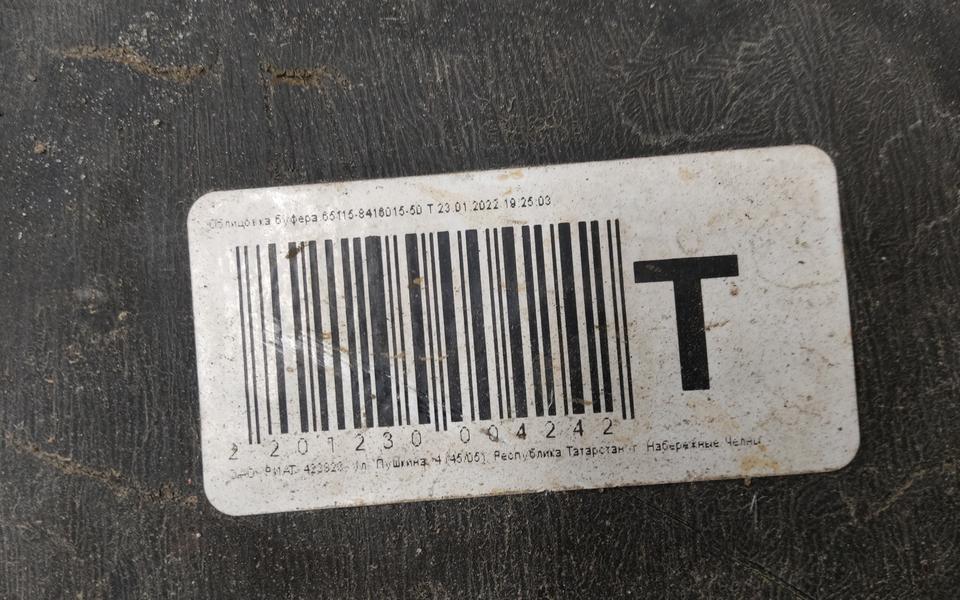 Облицовка буфера 65115-8416015-50 Т 23.01.2022 19:25:03
T
2 201230 004242
ЗАО РИАТ 423820 ул. Пушкина, 4 (45/05), Республика Татарстан г. Набережные Челны